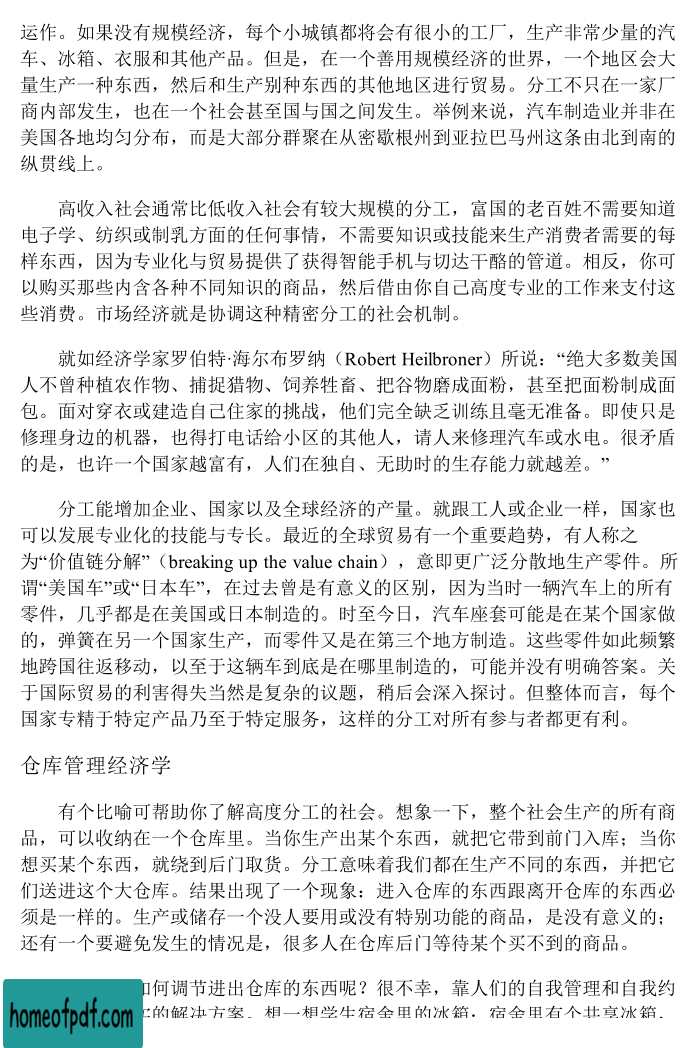 运作。如果没有规模经济，每个小城镇都将会有很小的工厂，生产非常少量的汽
车、冰箱、衣服和其他产品。但是，在一个善用规模经济的世界，一个地区会大
量生产一种东西，然后和生产别种东西的其他地区进行贸易。分工不只在一家厂
商内部发生，也在一个社会甚至国与国之间发生。举例来说，汽车制造业并非在
美国各地均匀分布，而是大部分群聚在从密歇根州到亚拉巴马州这条由北到南的
纵贯线上。
高收入社会通常比低收入社会有较大规模的分工，富国的老百姓不需要知道
电子学、纺织或制乳方面的任何事情，不需要知识或技能来生产消费者需要的每
样东西，因为专业化与贸易提供了获得智能手机与切达干酪的管道。相反，你可
以购买那些内含各种不同知识的商品，然后借由你自己高度专业的工作来支付这
些消费。市场经济就是协调这种精密分工的社会机制。
就如经济学家罗伯特·海尔布罗纳（Robert Heilbroner）所说：“绝大多数美国
人不曾种植农作物、捕捉猎物、饲养牲畜、把谷物磨成面粉，甚至把面粉制成面
包。面对穿衣或建造自己住家的挑战，他们完全缺乏训练且毫无准备。即使只是
修理身边的机器，也得打电话给小区的其他人，请人来修理汽车或水电。很矛盾
的是，也许一个国家越富有，人们在独自、无助时的生存能力就越差。”
分工能增加企业、国家以及全球经济的产量。就跟工人或企业一样，国家也
可以发展专业化的技能与专长。最近的全球贸易有一个重要趋势，有人称之
为“价值链分解”（breaking up the value chain），意即更广泛分散地生产零件。所
谓“美国车”或“日本车”，在过去曾是有意义的区别，因为当时一辆汽车上的所有
零件，几乎都是在美国或日本制造的。时至今日，汽车座套可能是在某个国家做
的，弹簧在另一个国家生产，而零件又是在第三个地方制造。这些零件如此频繁
地跨国往返移动，以至于这辆车到底是在哪里制造的，可能并没有明确答案。关
于国际贸易的利害得失当然是复杂的议题，稍后会深入探讨。但整体而言，每个
国家专精于特定产品乃至于特定服务，这样的分工对所有参与者都更有利。
仓库管理经济学
有个比喻可帮助你了解高度分工的社会。想象一下，整个社会生产的所有商
品，可以收纳在一个仓库里。当你生产出某个东西，就把它带到前门入库；当你
想买某个东西，就绕到后门取货。分工意味着我们都在生产不同的东西，并把它
们送进这个大仓库。结果出现了一个现象：进入仓库的东西跟离开仓库的东西必
须是一样的。生产或储存一个没人要用或没有特别功能的商品，是没有意义的；
还有一个要避免发生的情况是，很多人在仓库后门等待某个买不到的商品。
如何调节进出仓库的东西呢？很不幸，靠人们的自我管理和自我约
的解决方案。想一想学生宿舍里的冰箱：宿舍里有个共享冰箱，
homeofpdf.com